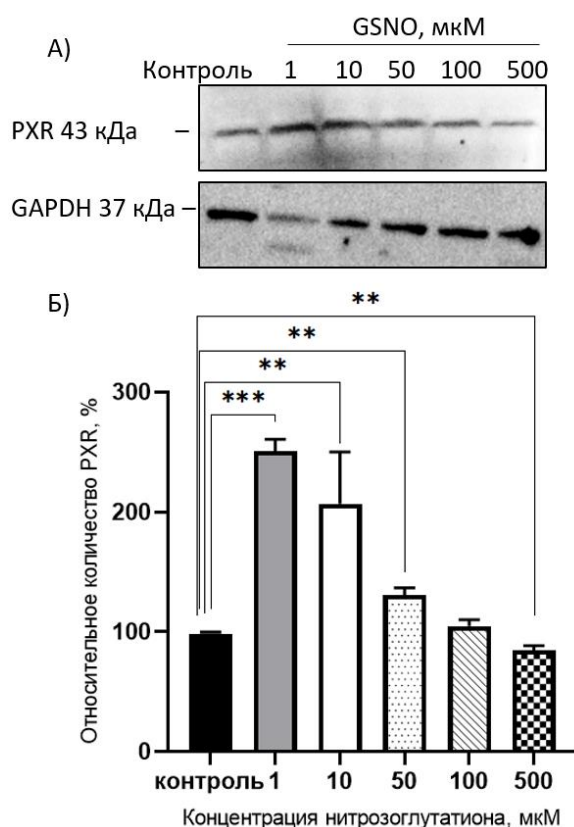 А)
GSNO, мкМ
Контроль 1 10 50 100 500
PXR 43 кДа –
GAPDH 37 кДа –
Б)
**
**
**
***
Относительное количество PXR, %
300
200
100
0
контроль 1 10 50 100 500
Концентрация нитрозоглутатиона, мкМ